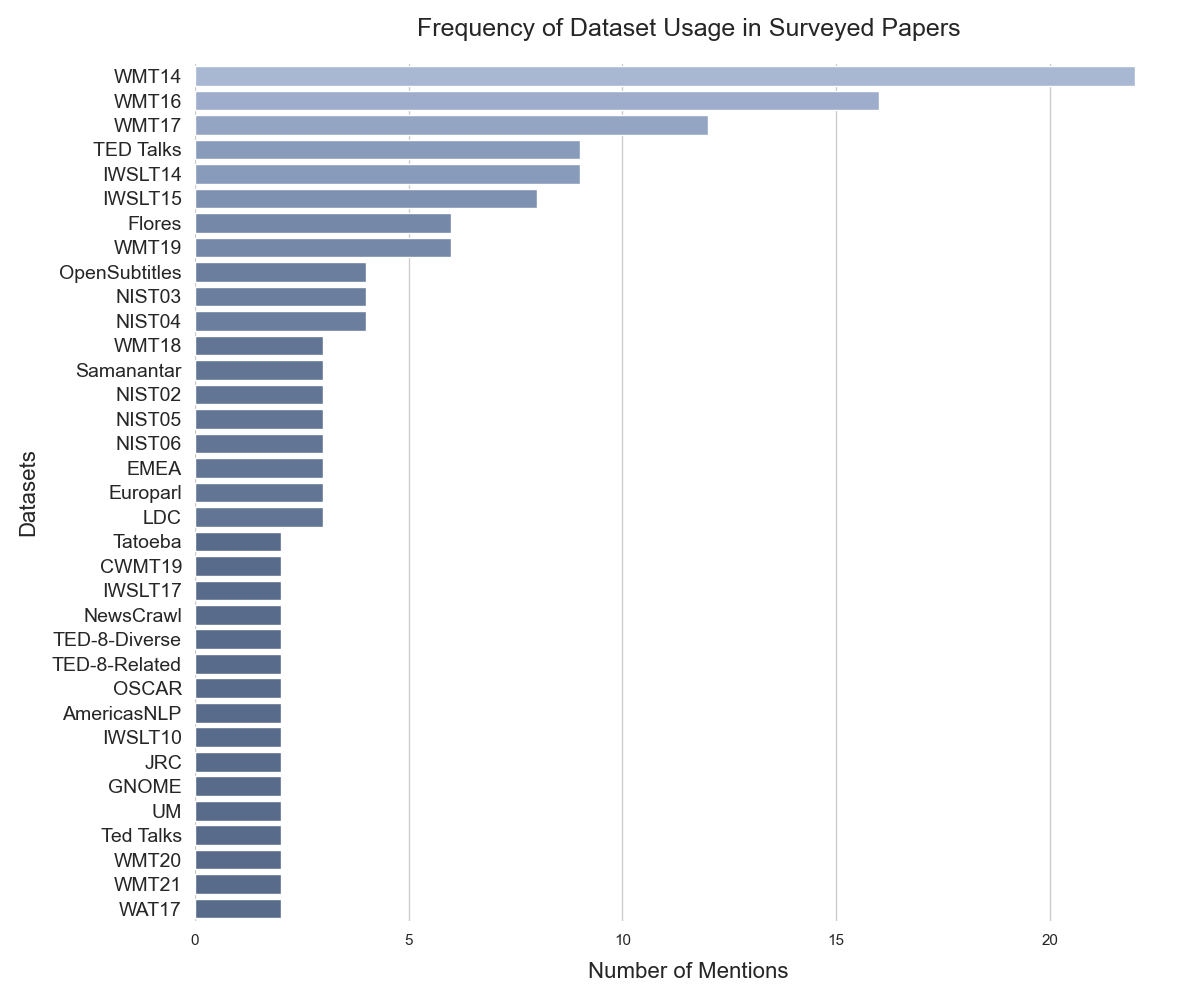 Frequency of Dataset Usage in Surveyed Papers
WMT14
WMT16
WMT17
TED Talks
IWSLT14
IWSLT15
Flores
WMT19
OpenSubtitles
NIST03
NIST04
WMT18
Samanantar
NIST02
NIST05
NIST06
EMEA
Europarl
LDC
Tatoeba
CWMT19
IWSLT17
NewsCrawl
TED-8-Diverse
TED-8-Related
OSCAR
AmericasNLP
IWSLT10
JRC
GNOME
UM
Ted Talks
WMT20
WMT21
WAT17
Datasets
0 5 10 15 20
Number of Mentions